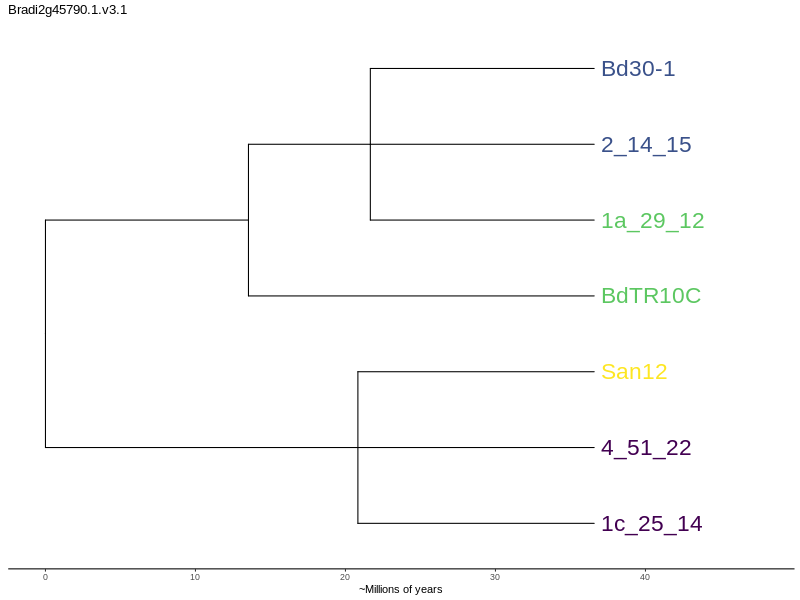 Bradi2g45790.1.v3.1
Bd30-1
2_14_15
1a_29_12
BdTR10C
San12
4_51_22
1c_25_14
0 10 20 30 40
~Millions of years